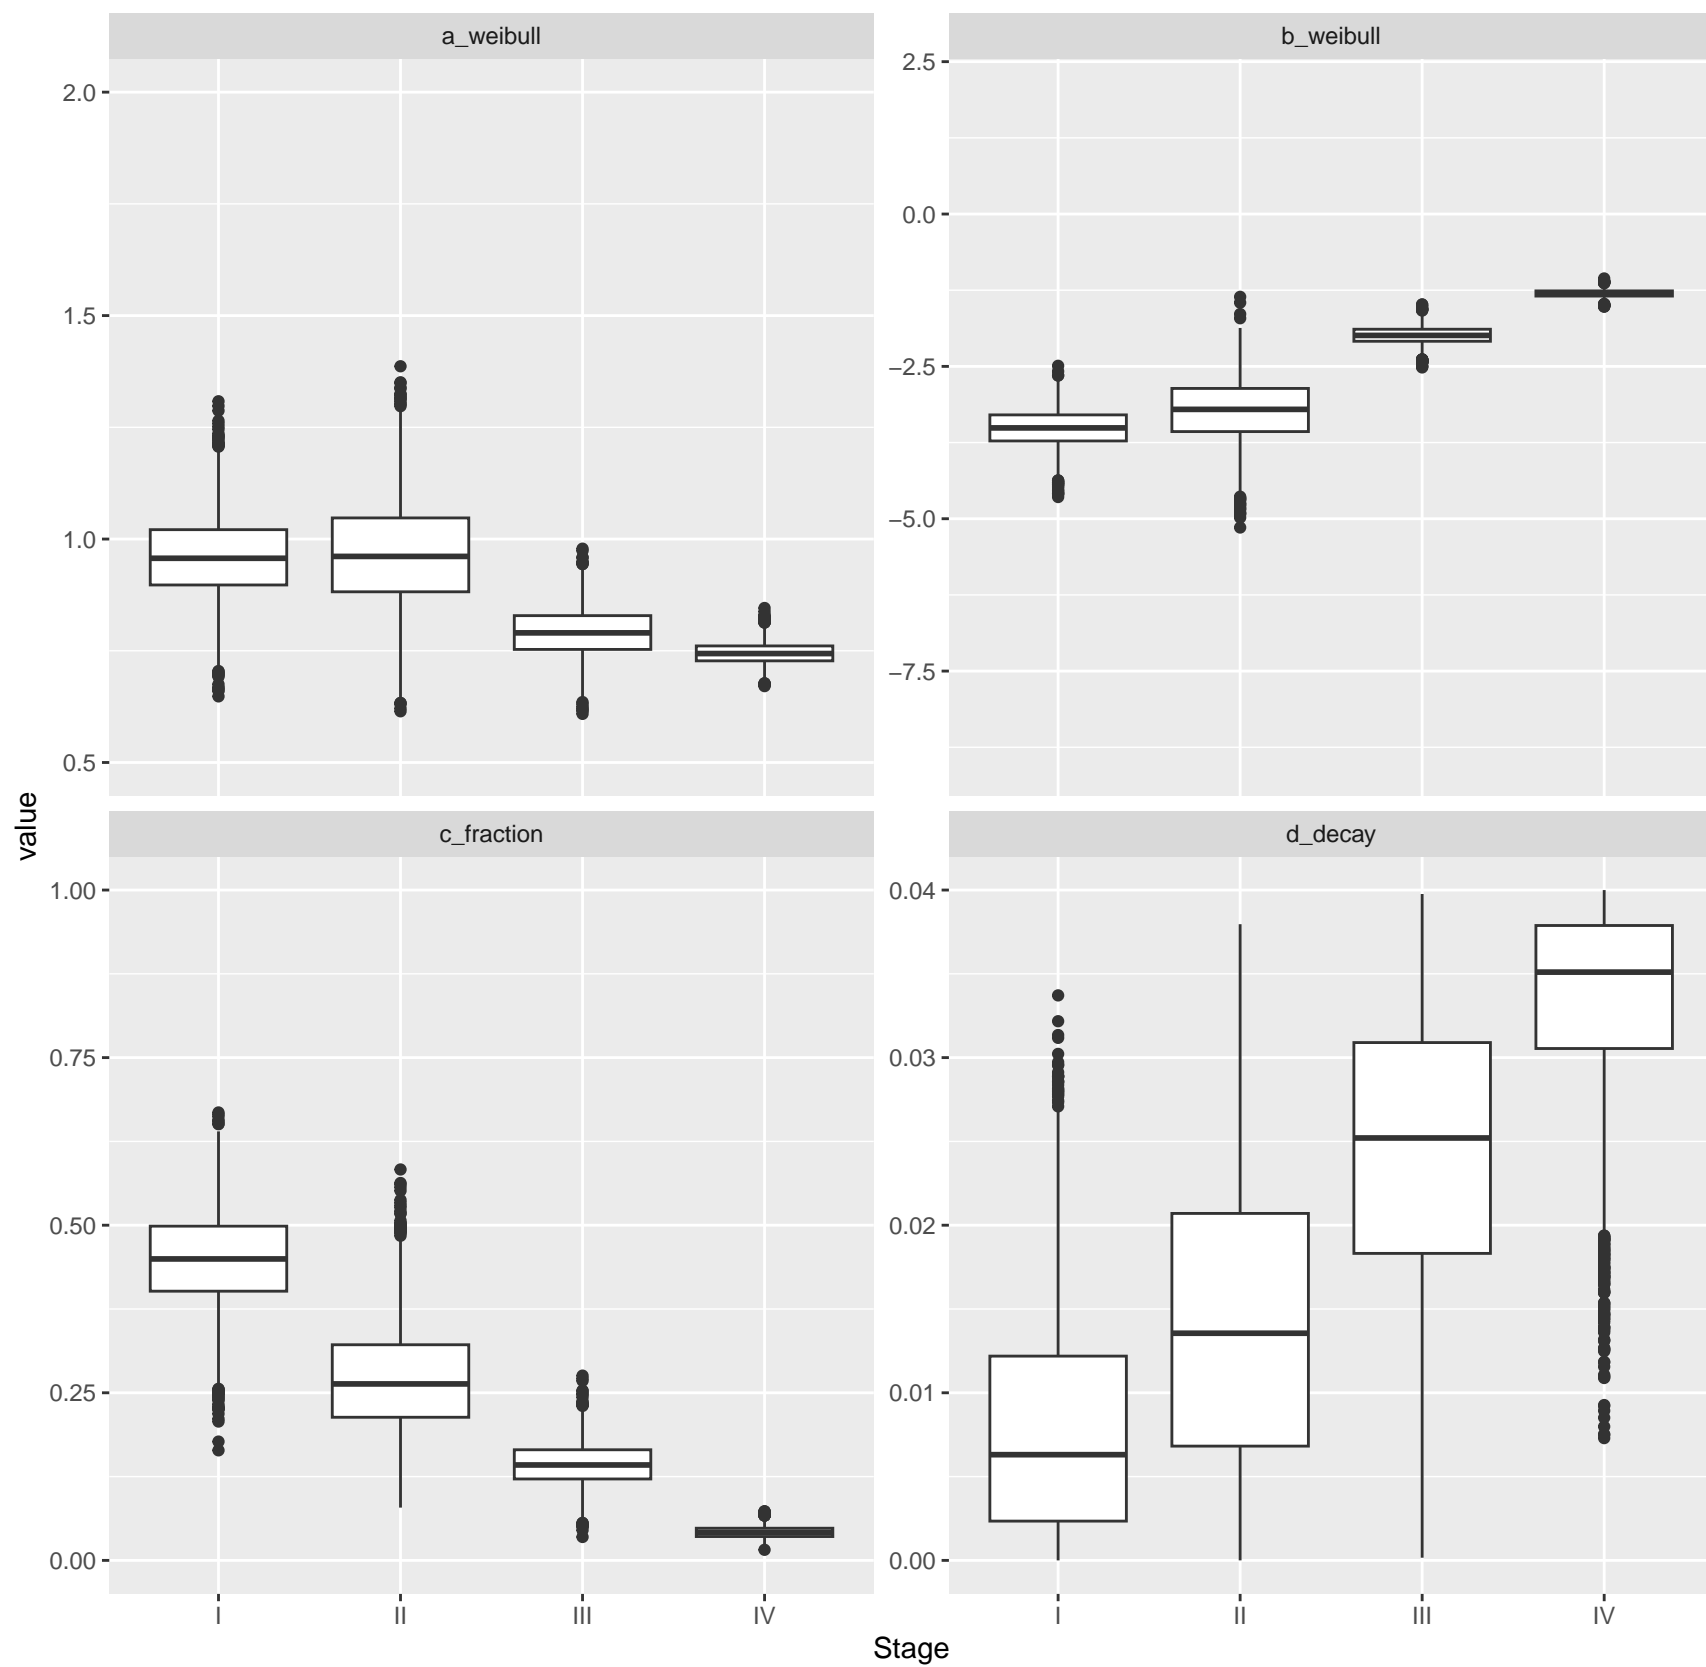 a_weibull
b_weibull
2.0
1.5
1.0
0.5
2.5
0.0
−2.5
−5.0
−7.5
value
c_fraction
d_decay
1.00
0.75
0.50
0.25
0.00
0.04
0.03
0.02
0.01
0.00
I II III IV
I II III IV
Stage